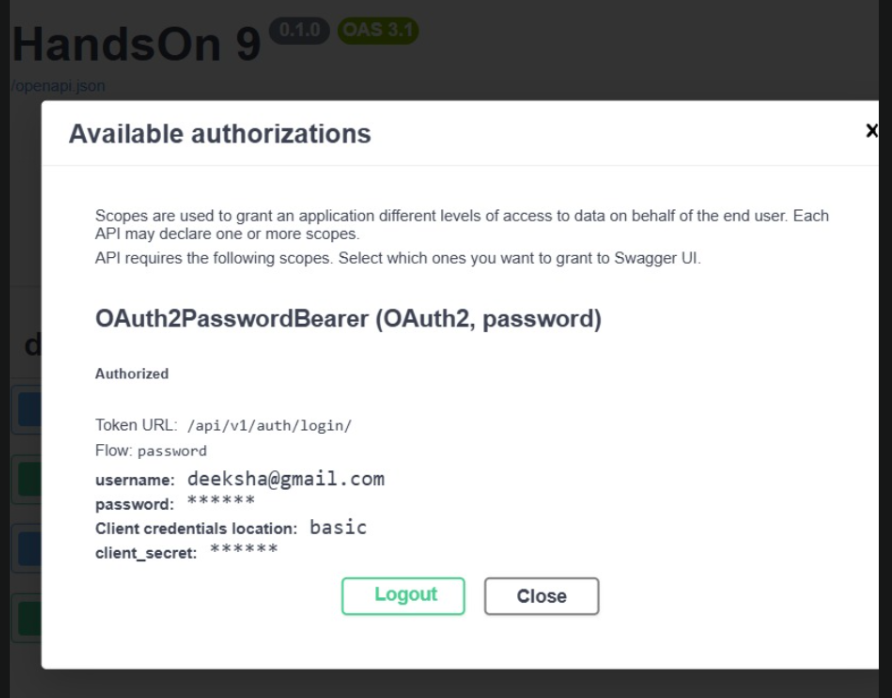 HandsOn 9 0.1.0 OAS 3.1
/openapi.json
Available authorizations X
Scopes are used to grant an application different levels of access to data on behalf of the end user. Each
API may declare one or more scopes.
API requires the following scopes. Select which ones you want to grant to Swagger UI.
OAuth2PasswordBearer (OAuth2, password)
d
Authorized
Token URL: /api/v1/auth/login/
Flow: password
username: deeksha@gmail.com
password: ******
Client credentials location: basic
client_secret: ******
Logout Close